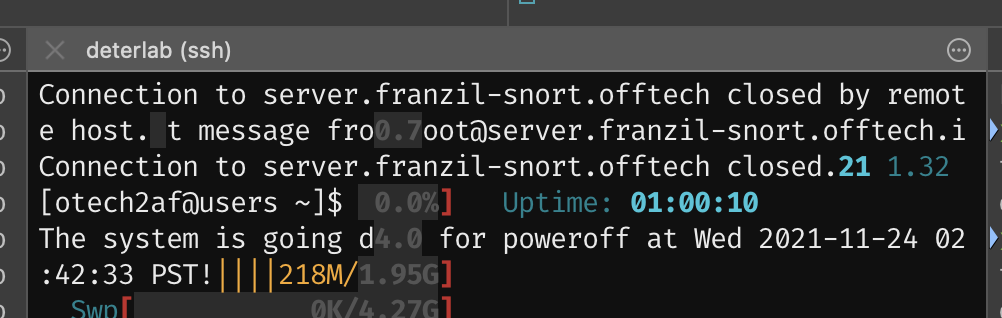 deterlab (ssh)
Connection to server.franzil-snort.offtech closed by remot
e host. t message fro0.7oot@server.franzil-snort.offtech.i
Connection to server.franzil-snort.offtech closed.21 1.32
[otech2af@users ~]$ 0.0%] Uptime: 01:00:10
The system is going d4.0 for poweroff at Wed 2021-11-24 02
:42:33 PST!||||218M/1.95G]
Swp[ 0K/4.27G]